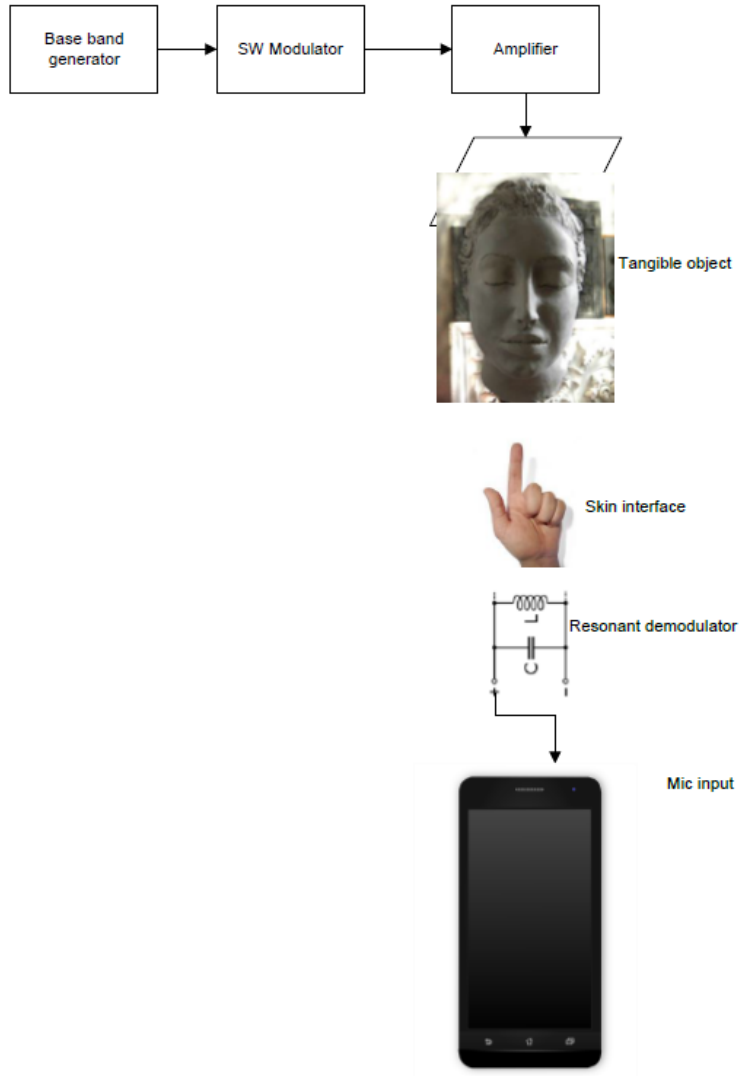 Base band
generator
SW Modulator
Amplifier
Tangible object
Skin interface
L
Resonant demodulator
C
+
−
Mic input